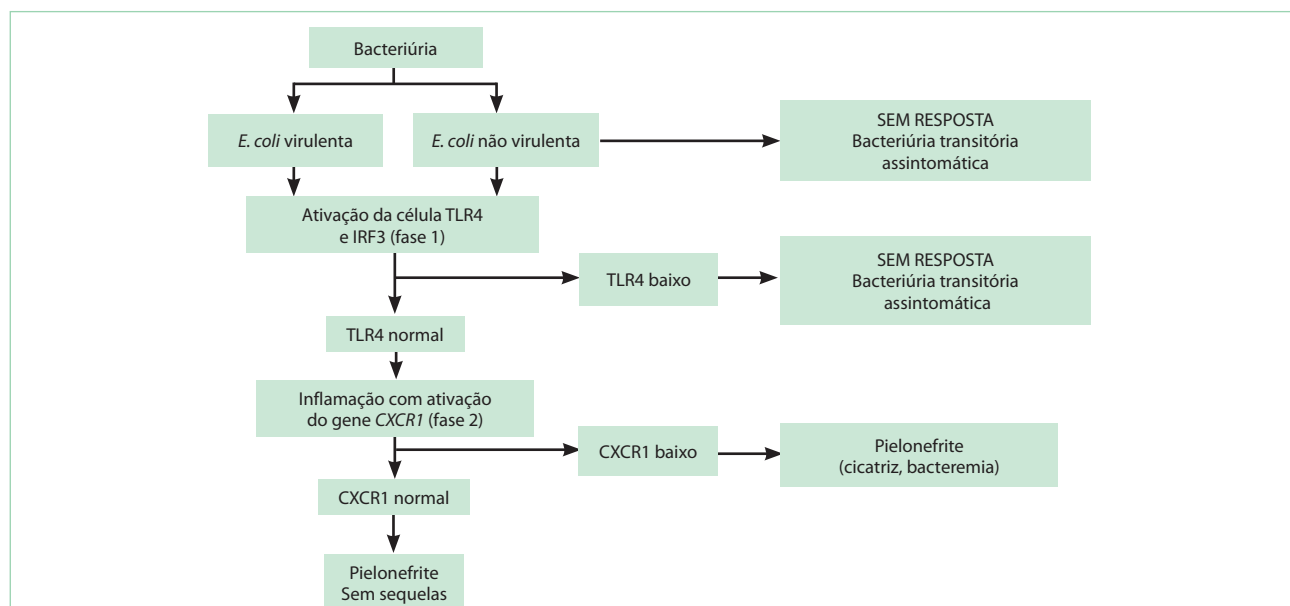 Bacteriúria
E. coli virulenta
E. coli não virulenta
SEM RESPOSTA
Bacteriúria transitória
assintomática
Ativação da célula TLR4
e IRF3 (fase 1)
TLR4 baixo
SEM RESPOSTA
Bacteriúria transitória
assintomática
TLR4 normal
Inflamação com ativação
do gene CXCR1 (fase 2)
CXCR1 baixo
Pielonefrite
(cicatriz, bacteremia)
CXCR1 normal
Pielonefrite
Sem sequelas